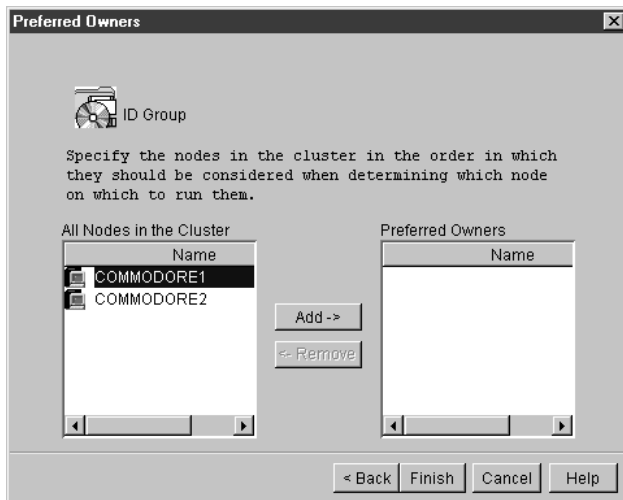 Preferred Owners
ID Group
Specify the nodes in the cluster in the order in which
they should be considered when determining which node
on which to run them.
All Nodes in the Cluster
Preferred Owners
Name
Name
COMMODORE1
COMMODORE2
Add ->
<- Remove
< Back
Finish
Cancel
Help